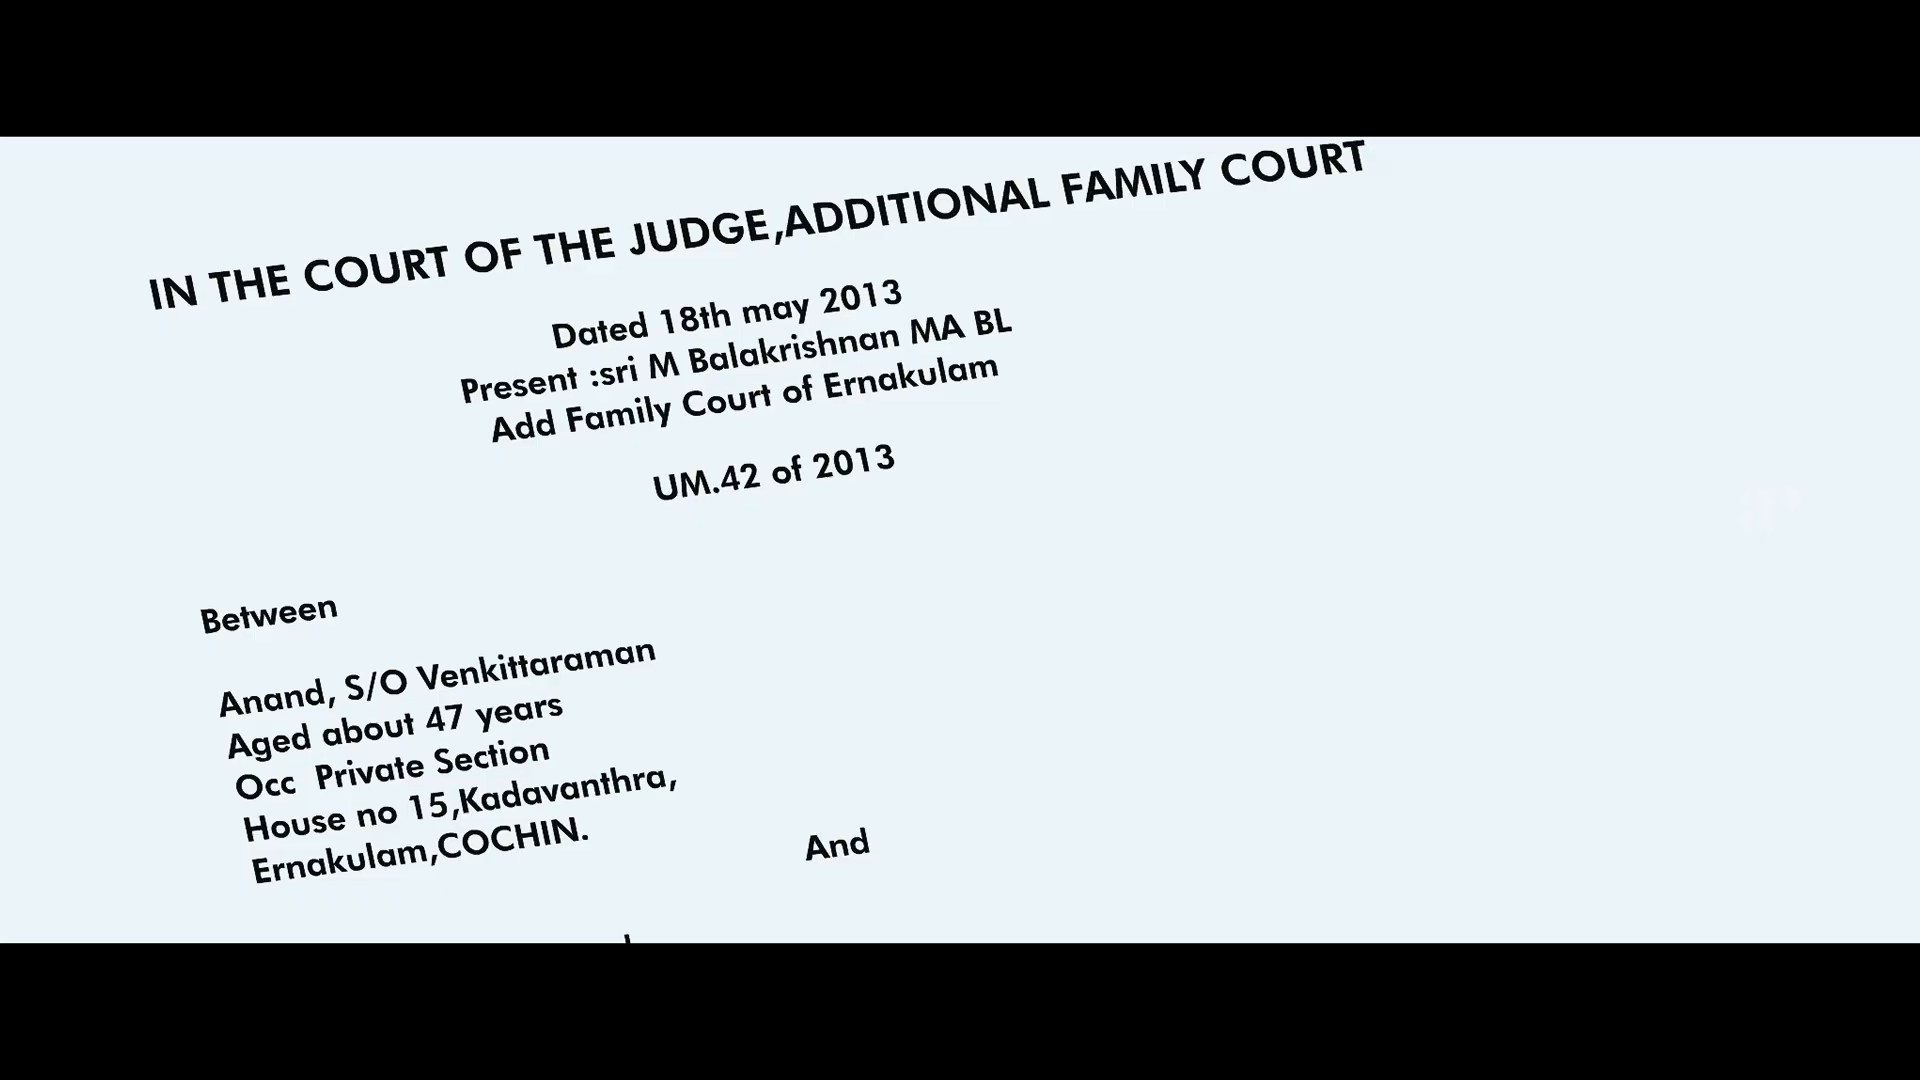 IN THE COURT OF THE JUDGE,ADDITIONAL FAMILY COURT
Dated 18th may 2013
Present :sri M Balakrishnan MA BL
Add Family Court of Ernakulam
UM.42 of 2013
Between
Anand, S/O Venkittaraman
Aged about 47 years
Occ Private Section
House no 15,Kadavanthra,
Ernakulam,COCHIN.
And